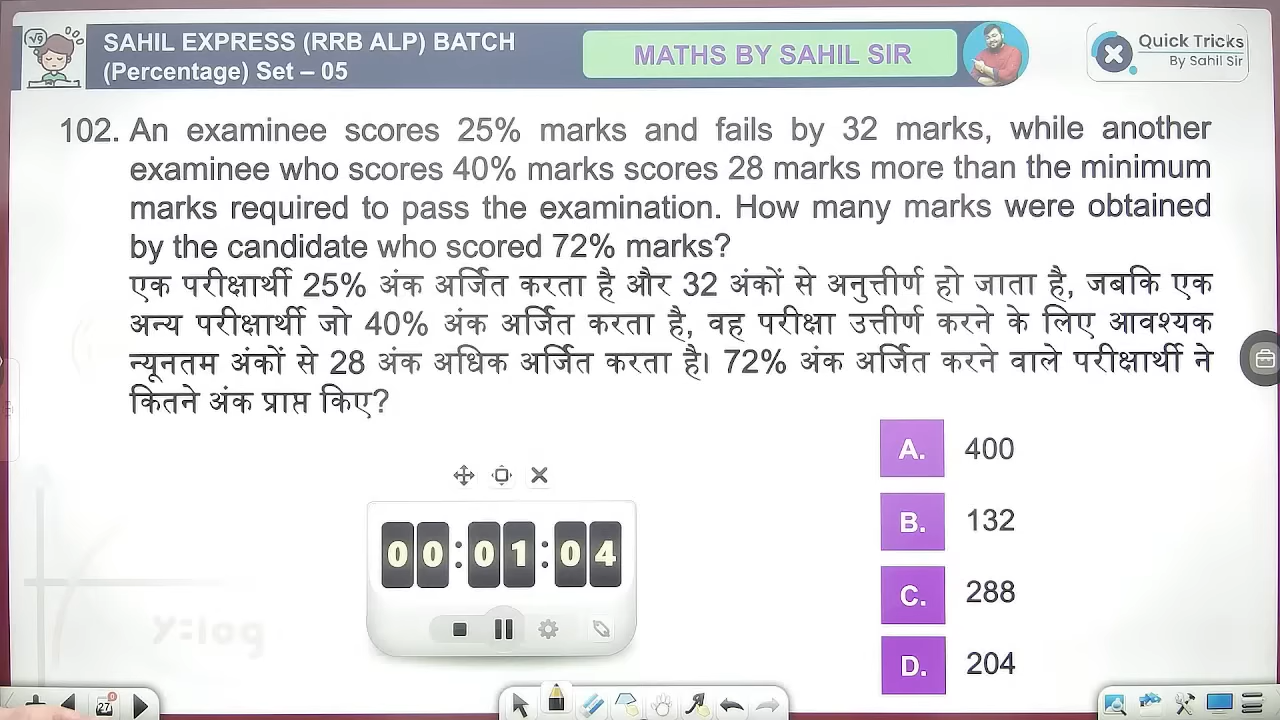 SAHIL EXPRESS (RRB ALP) BATCH
(Percentage) Set – 05
MATHS BY SAHIL SIR
Quick Tricks
By Sahil Sir
102. An examinee scores 25% marks and fails by 32 marks, while another
examinee who scores 40% marks scores 28 marks more than the minimum
marks required to pass the examination. How many marks were obtained
by the candidate who scored 72% marks?
एक परीक्षार्थी 25% अंक अर्जित करता है और 32 अंकों से अनुत्तीर्ण हो जाता है, जबकि एक
अन्य परीक्षार्थी जो 40% अंक अर्जित करता है, वह परीक्षा उत्तीर्ण करने के लिए आवश्यक
न्यूनतम अंकों से 28 अंक अधिक अर्जित करता है। 72% अंक अर्जित करने वाले परीक्षार्थी ने
कितने अंक प्राप्त किए?
A. 400
B. 132
C. 288
D. 204
00:01:04
y=log
27